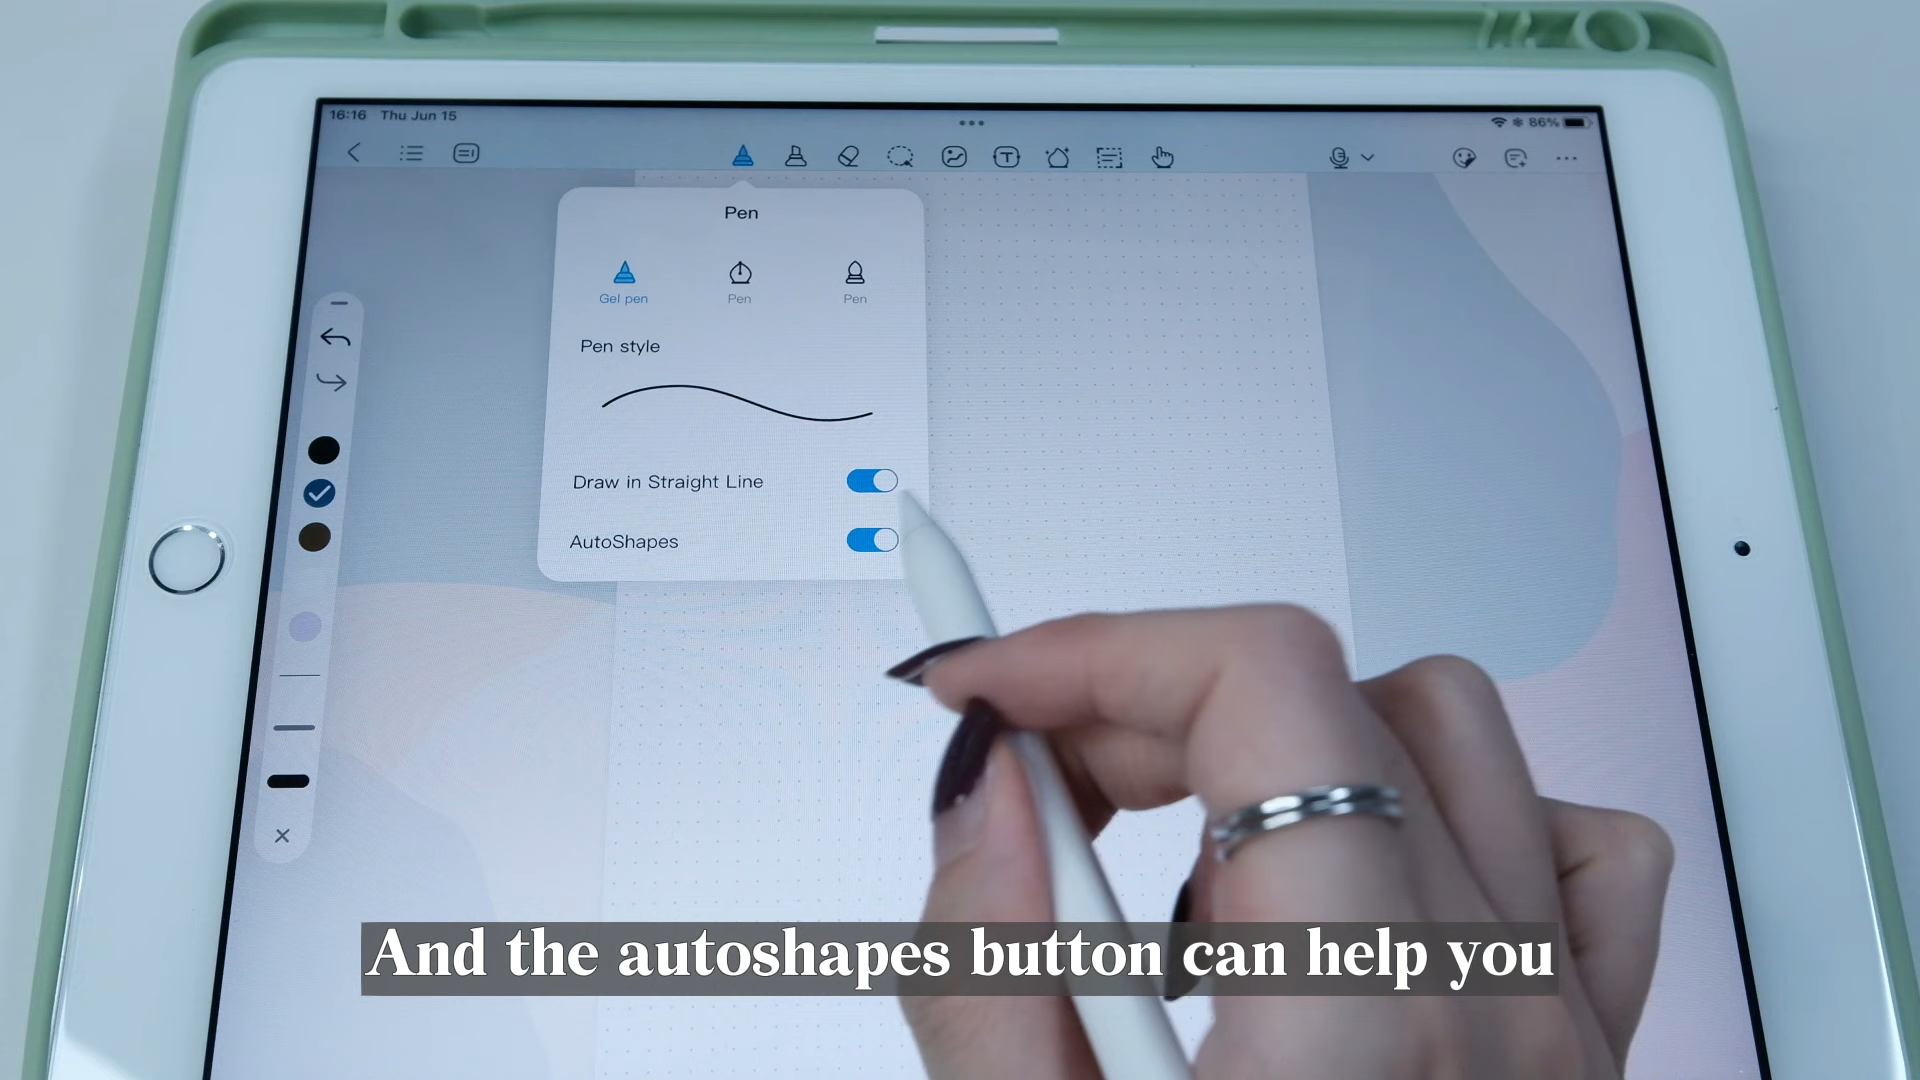 16:16 Thu Jun 15
86%
Pen
Gel pen
Pen
Pen
Pen style
Draw in Straight Line
AutoShapes
And the autoshapes button can help you